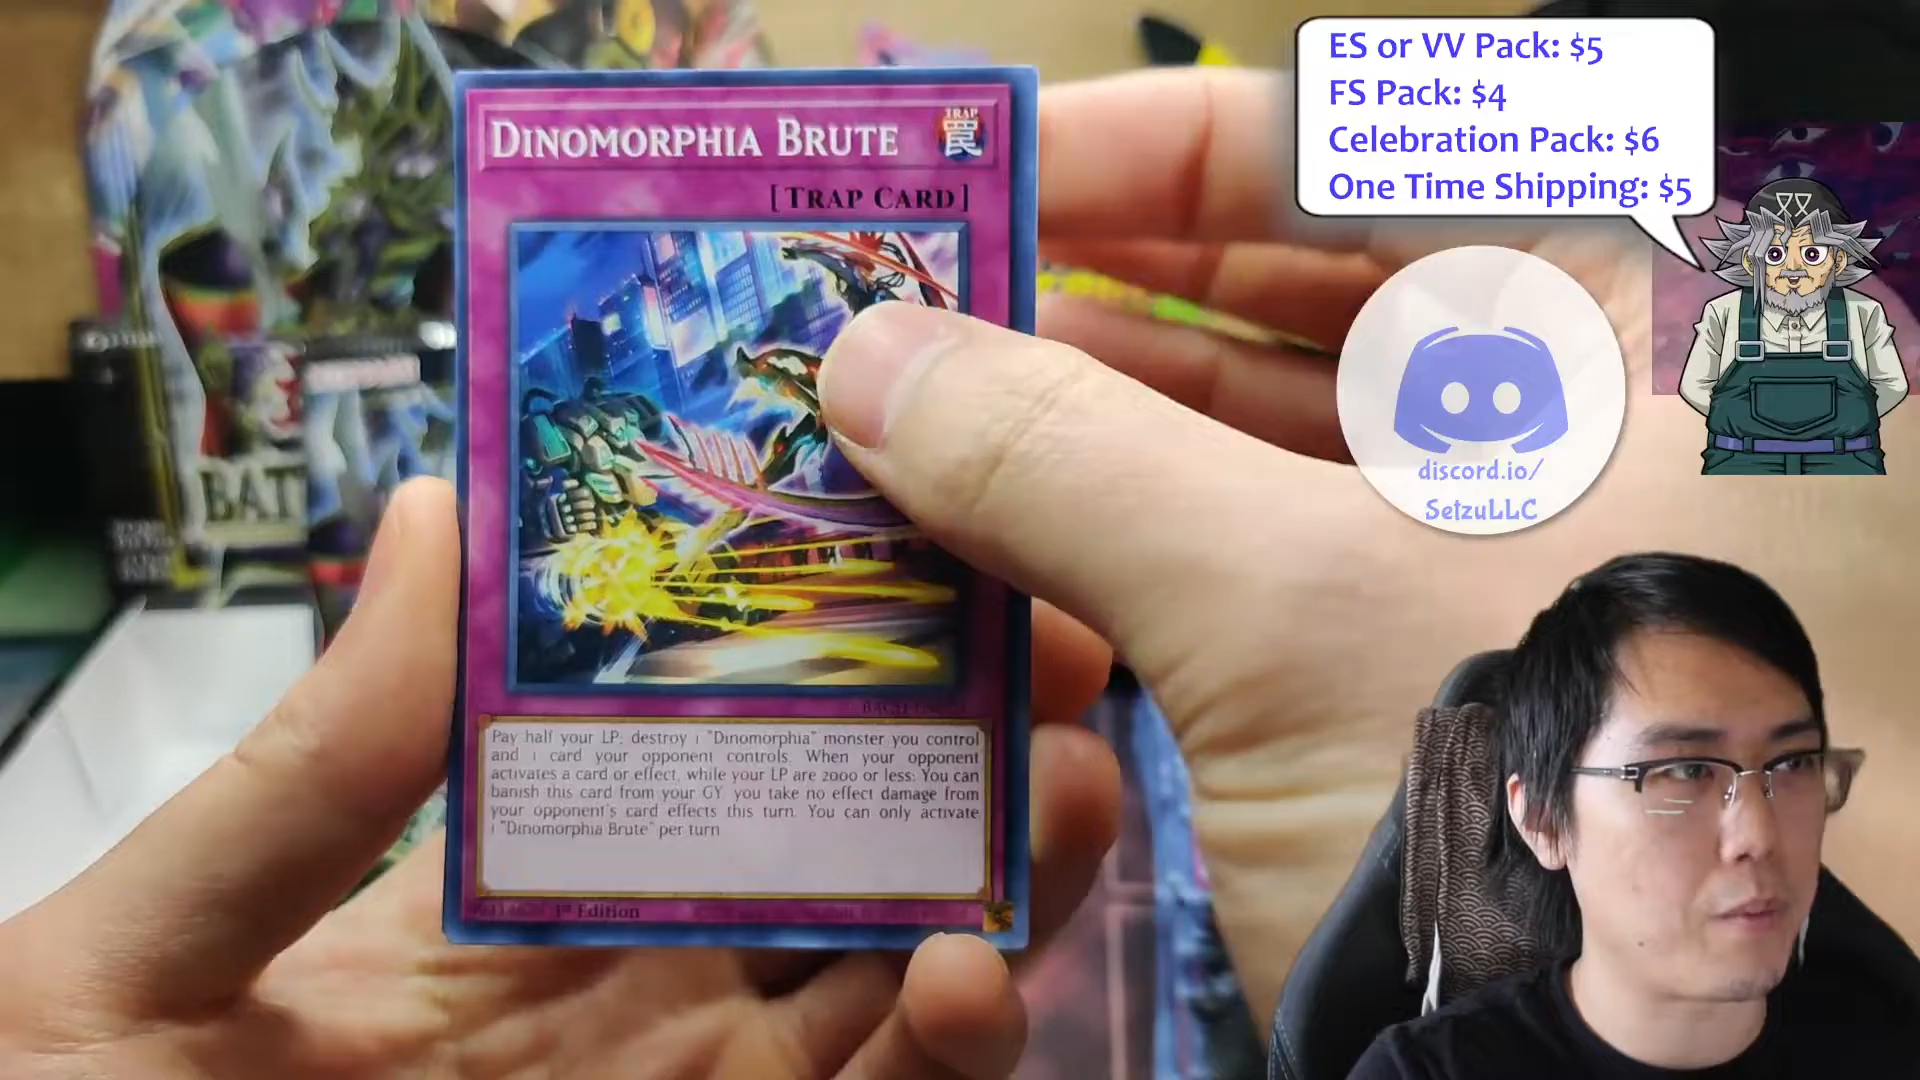 ES or VV Pack: $5
FS Pack: $4
Celebration Pack: $6
One Time Shipping: $5
DINOMORPHIA BRUTE
TRAP
罠
[TRAP CARD]
discord.io/
SetzuLLC
BAT
Pay half your LP; destroy 1 "Dinomorphia" monster you control
and 1 card your opponent controls. When your opponent
activates a card or effect, while your LP are 2000 or less: You can
banish this card from your GY; you take no effect damage from
your opponent's card effects this turn. You can only activate
1 "Dinomorphia Brute" per turn
1st Edition